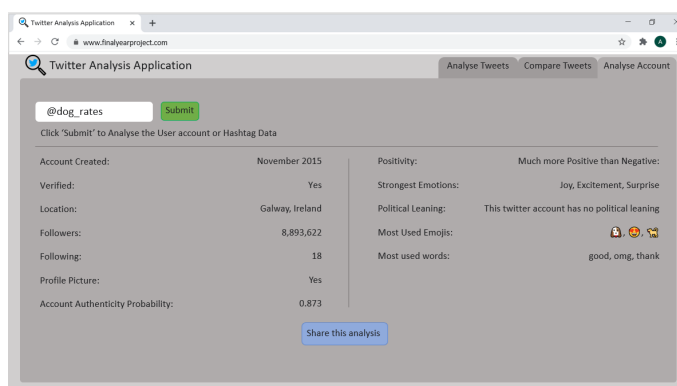 Twitter Analysis Application
www.finalyearproject.com
A
Twitter Analysis Application
Analyse Tweets Compare Tweets Analyse Account
@dog_rates Submit
Click ‘Submit’ to Analyse the User account or Hashtag Data
Account Created: November 2015
Verified: Yes
Location: Galway, Ireland
Followers: 8,893,622
Following: 18
Profile Picture: Yes
Account Authenticity Probability: 0.873
Positivity: Much more Positive than Negative:
Strongest Emotions: Joy, Excitement, Surprise
Political Leaning: This twitter account has no political leaning
Most Used Emojis: 
Most used words: good, omg, thank
Share this analysis